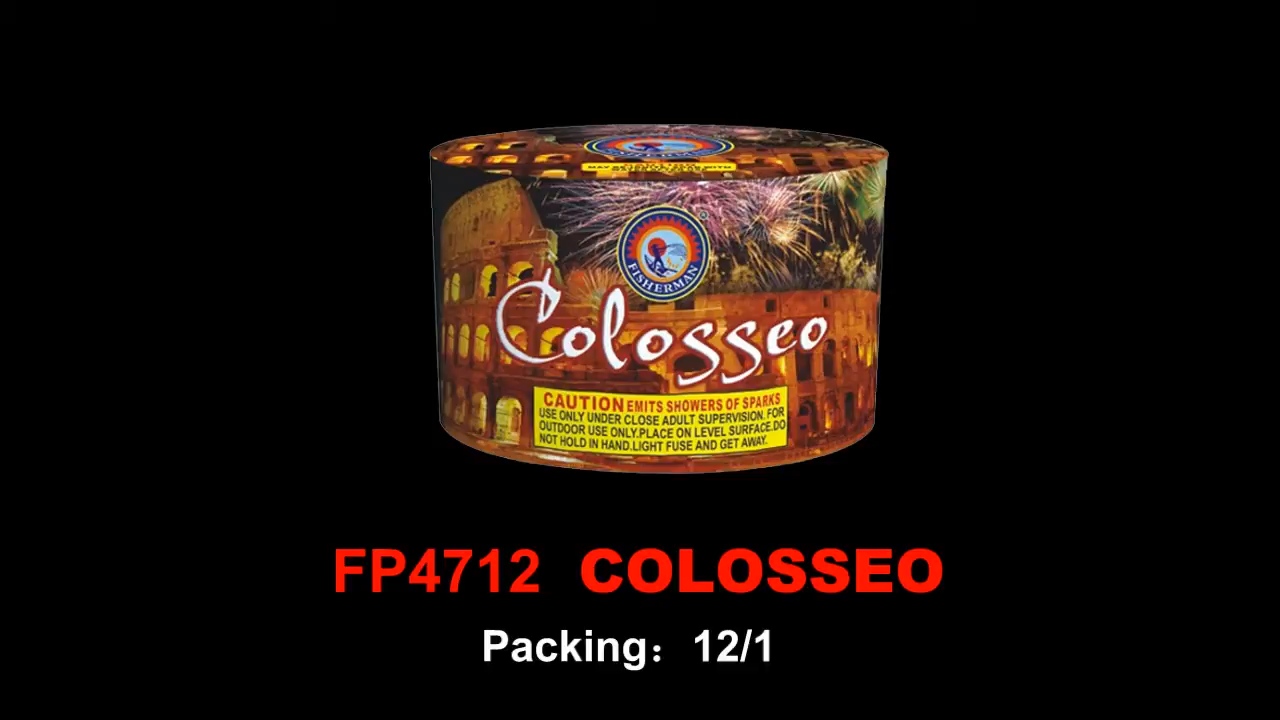 FISHERMAN
®
FISHERMAN
Colosseo
CAUTION EMITS SHOWERS OF SPARKS
USE ONLY UNDER CLOSE ADULT SUPERVISION. FOR
OUTDOOR USE ONLY.PLACE ON LEVEL SURFACE.DO
NOT HOLD IN HAND.LIGHT FUSE AND GET AWAY.
FP4712 COLOSSEO
Packing：12/1